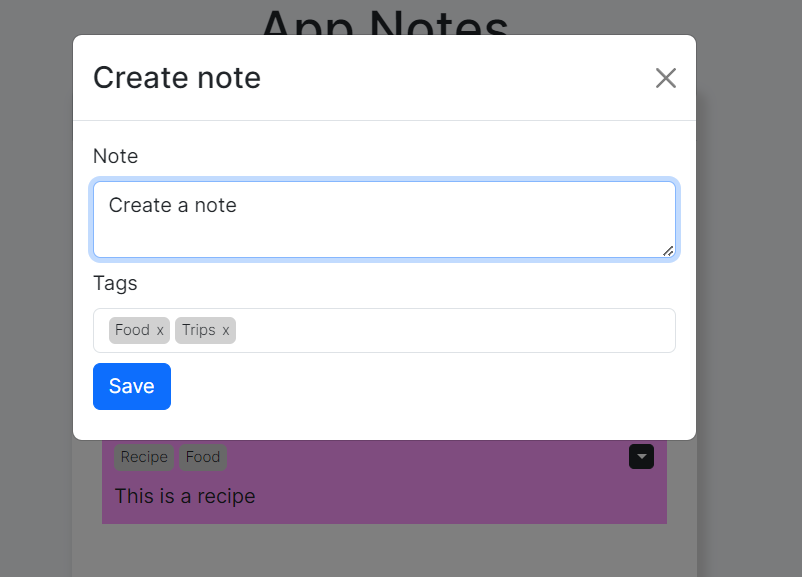 App Notes
Create note
Note
Create a note
Tags
Food x Trips x
Save
Recipe Food
This is a recipe